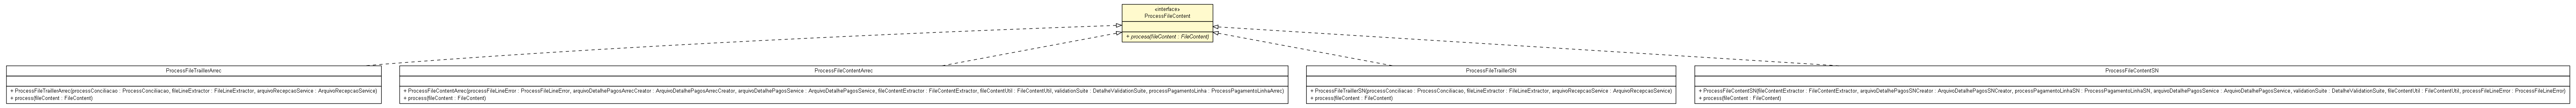 «interface»
ProcessFileContent
+ process(fileContent : FileContent)
ProcessFileTraillerArrec
+ ProcessFileTraillerArrec(processConciliacao : ProcessConciliacao, fileLineExtractor : FileLineExtractor, arquivoRecepcaoService : ArquivoRecepcaoService)
+ process(fileContent : FileContent)
ProcessFileContentArrec
+ ProcessFileContentArrec(processLineError : ProcessFileLineError, arquivoDetalhePagosArrecCreator : ArquivoDetalhePagosArrecCreator, arquivoDetalhePagosService : ArquivoDetalhePagosService, fileContentExtractor : FileContentExtractor, fileContentUtil : FileContentUtil, validationSuite : DetalheValidationSuite, processPagamentoLinha : ProcessPagamentoLinhaArrec)
+ process(fileContent : FileContent)
ProcessFileTraillerSN
+ ProcessFileTraillerSN(processConciliacao : ProcessConciliacao, fileLineExtractor : FileLineExtractor, arquivoRecepcaoService : ArquivoRecepcaoService)
+ process(fileContent : FileContent)
ProcessFileContentSN
+ ProcessFileContentSN(fileContentExtractor : FileContentExtractor, arquivoDetalhePagosSNCreator : ArquivoDetalhePagosSNCreator, processPagamentoLinhaSN : ProcessPagamentoLinhaSN, arquivoDetalhePagosService : ArquivoDetalhePagosService, validationSuite : DetalheValidationSuite, fileContentUtil : FileContentUtil, processFileLineError : ProcessFileLineError)
+ process(fileContent : FileContent)